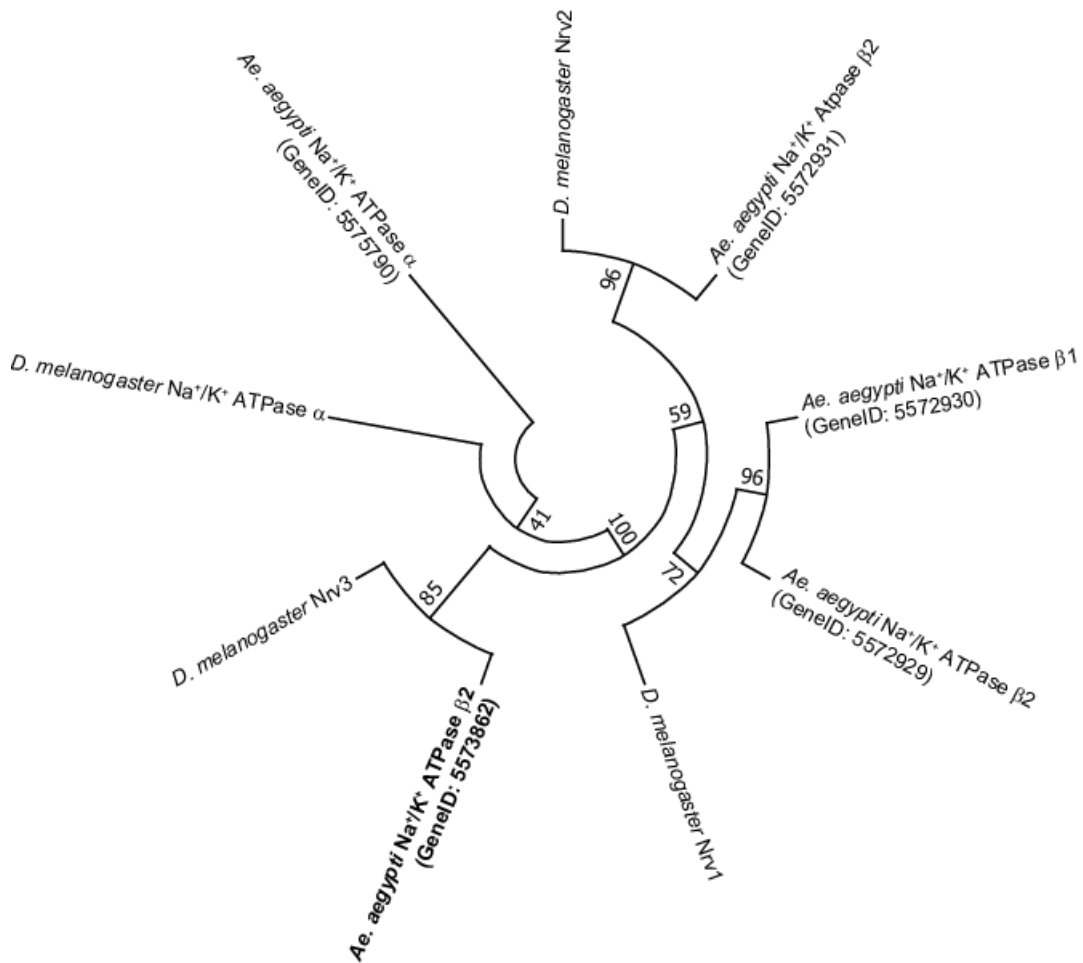 D. melanogaster Nrv2
Ae. aegypti Na⁺/K⁺ Atpase β2
(GeneID: 5572931)
Ae. aegypti Na⁺/K⁺ ATPase α
(GeneID: 5575790)
96
Ae. aegypti Na⁺/K⁺ ATPase β1
(GeneID: 5572930)
D. melanogaster Na⁺/K⁺ ATPase α
59
96
41
100
72
Ae. aegypti Na⁺/K⁺ ATPase β2
(GeneID: 5572929)
85
D. melanogaster Nrv3
D. melanogaster Nrv1
Ae. aegypti Na⁺/K⁺ ATPase β2
(GeneID: 5573862)